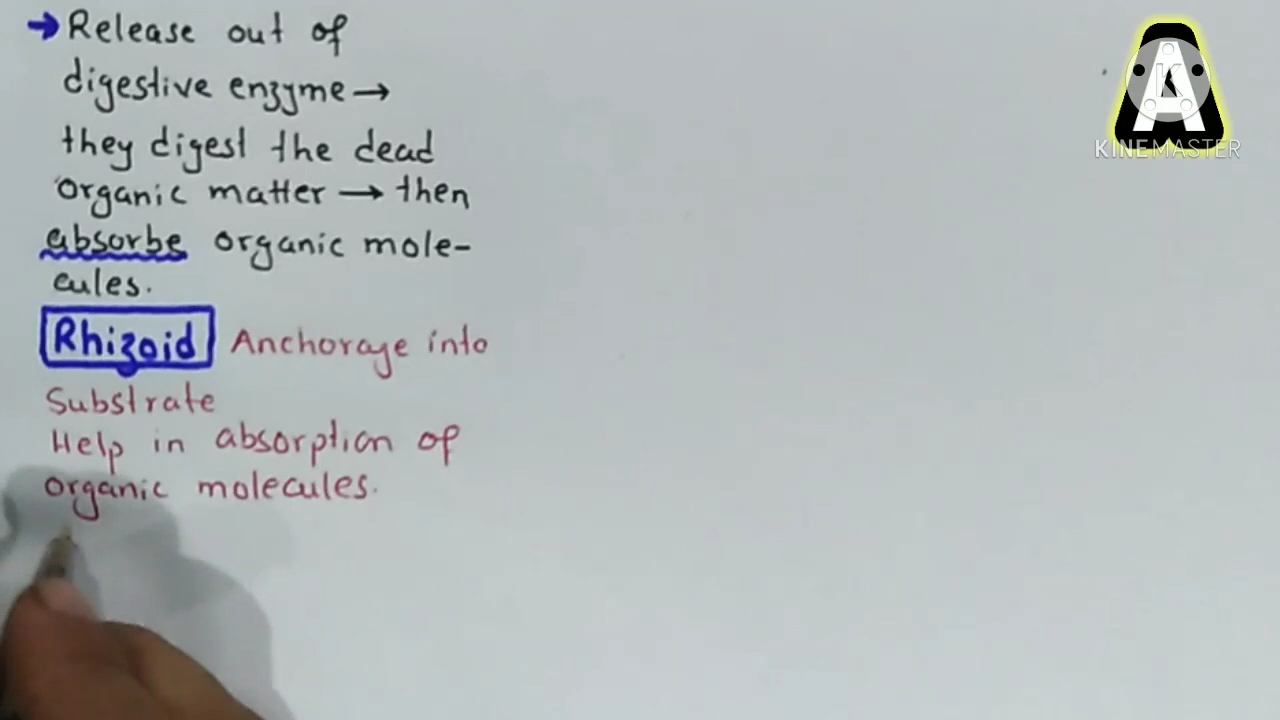 → Release out of
digestive enzyme →
they digest the dead
organic matter → then
absorbe organic mole-
cules.
Rhizoid Anchorage into
Substrate
Help in absorption of
organic molecules.
A
K
KINEMASTER